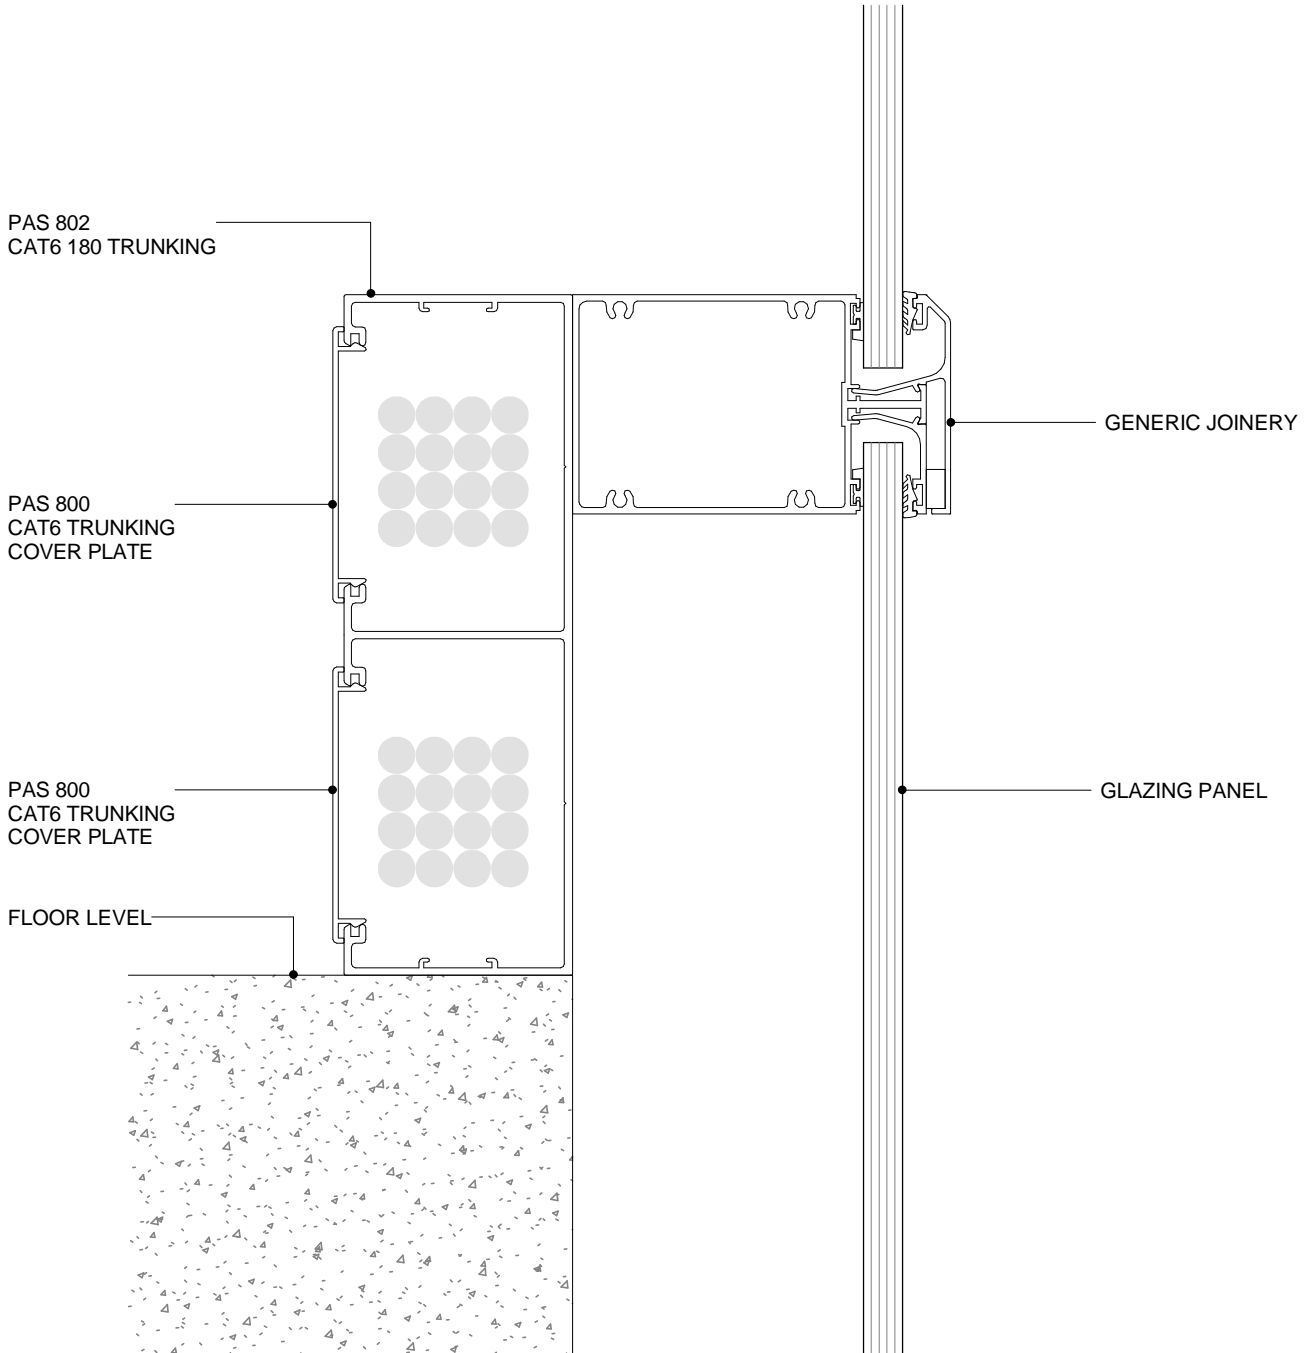 PAS 802
CAT6 180 TRUNKING
GENERIC JOINERY
PAS 800
CAT6 TRUNKING
COVER PLATE
PAS 800
CAT6 TRUNKING
COVER PLATE
GLAZING PANEL
FLOOR LEVEL